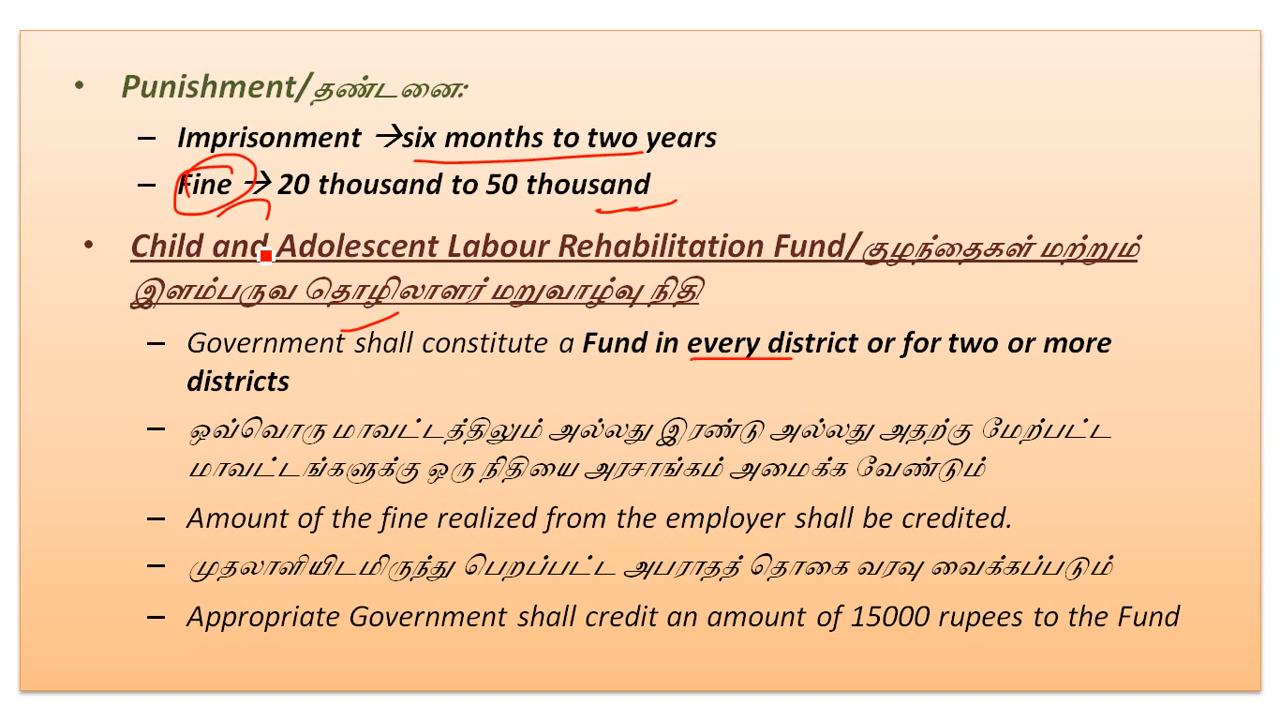 • Punishment/தண்டனை:
– Imprisonment →six months to two years
– Fine → 20 thousand to 50 thousand
• Child and Adolescent Labour Rehabilitation Fund/குழந்தைகள் மற்றும்
இளம்பருவ தொழிலாளர் மறுவாழ்வு நிதி
– Government shall constitute a Fund in every district or for two or more
districts
– ஒவ்வொரு மாவட்டத்திலும் அல்லது இரண்டு அல்லது அதற்கு மேற்பட்ட
மாவட்டங்களுக்கு ஒரு நிதியை அரசாங்கம் அமைக்க வேண்டும்
– Amount of the fine realized from the employer shall be credited.
– முதலாளியிடமிருந்து பெறப்பட்ட அபராதத் தொகை வரவு வைக்கப்படும்
– Appropriate Government shall credit an amount of 15000 rupees to the Fund